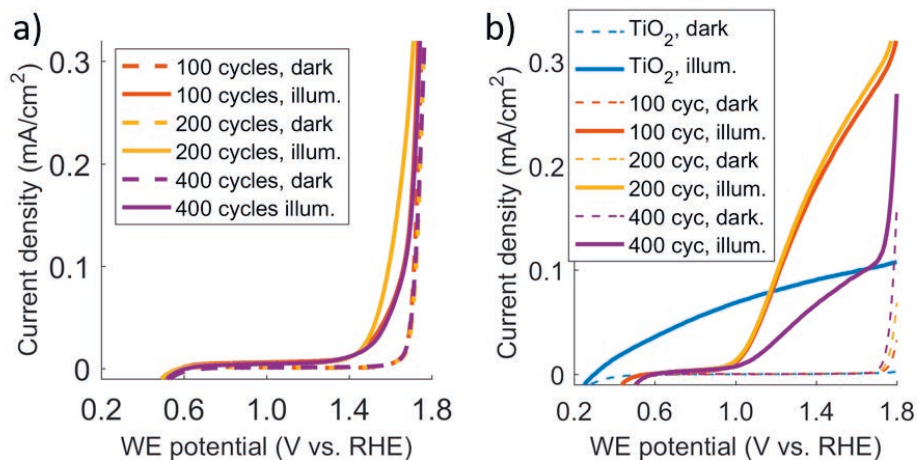 a)
Current density (mA/cm²)
0.3
0.2
0.1
0
100 cycles, dark
100 cycles, illum.
200 cycles, dark
200 cycles, illum.
400 cycles, dark
400 cycles illum.
0.2 0.6 1.0 1.4 1.8
WE potential (V vs. RHE)
b)
Current density (mA/cm²)
0.3
0.2
0.1
0
TiO₂, dark
TiO₂, illum.
100 cyc, dark
100 cyc, illum.
200 cyc, dark
200 cyc, illum.
400 cyc, dark.
400 cyc, illum.
0.2 0.6 1.0 1.4 1.8
WE potential (V vs. RHE)